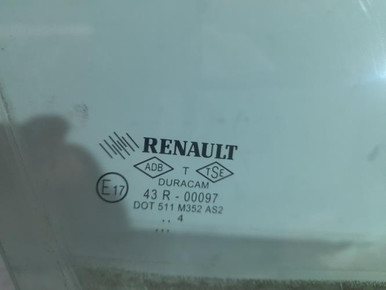 RENAULT
ADB T TSE
DURACAM
E17 43 R - 00097
DOT 511 M352 AS2
.. 4
...